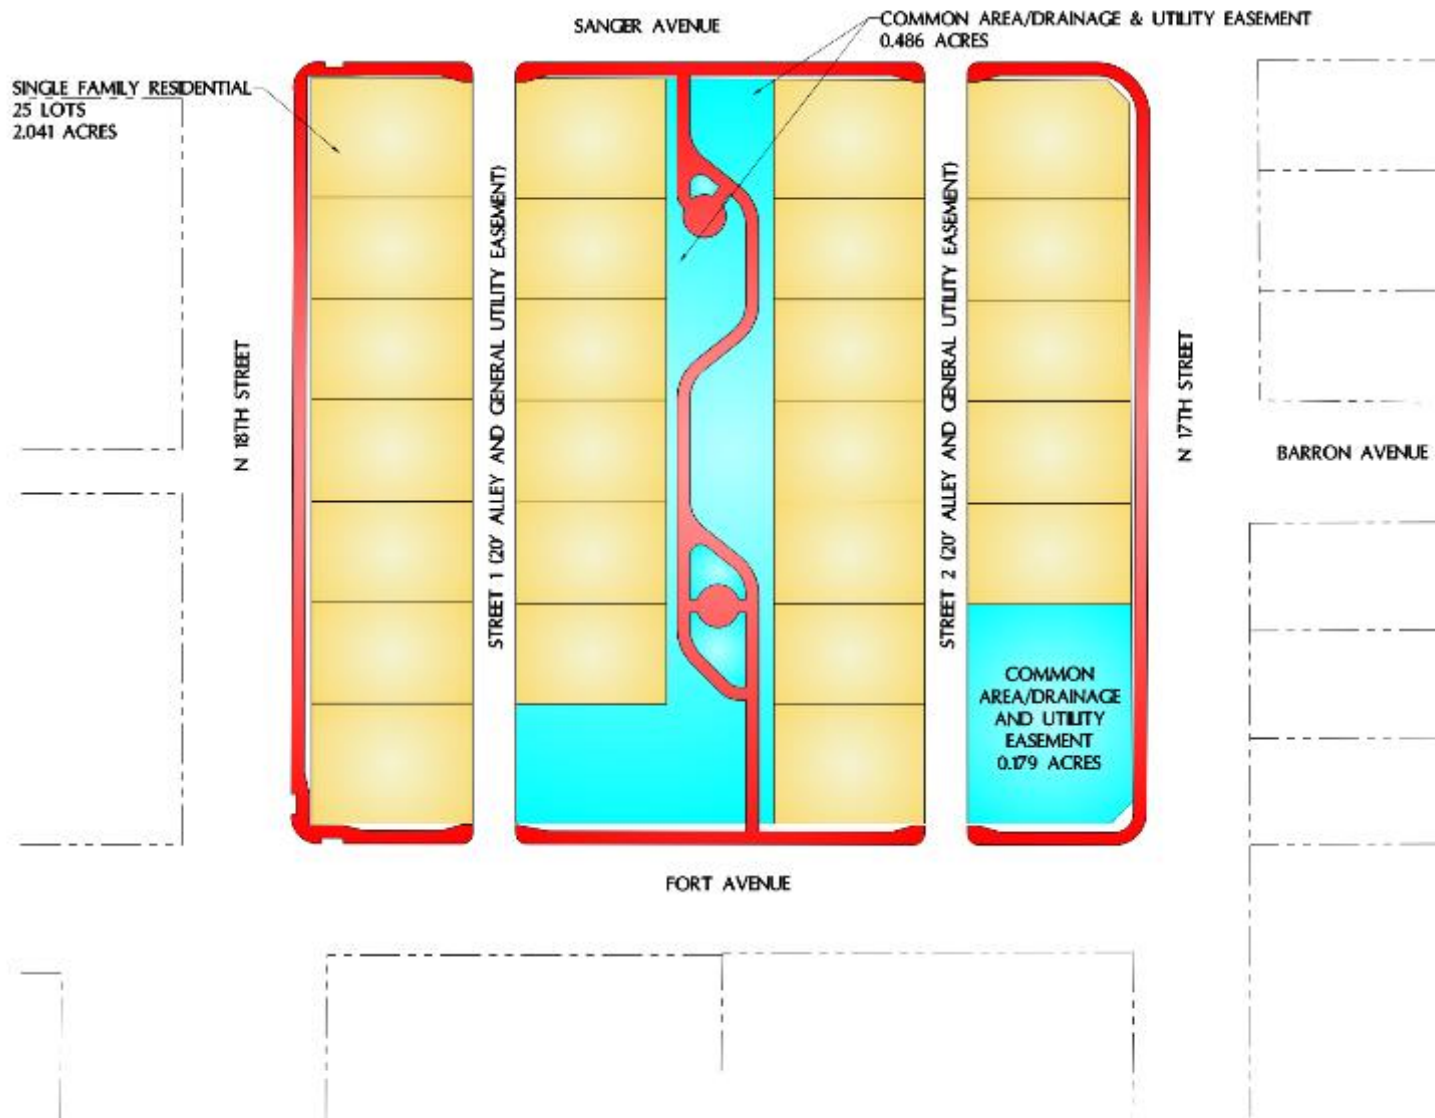 SANGER AVENUE
COMMON AREA/DRAINAGE & UTILITY EASEMENT
0.486 ACRES
SINGLE FAMILY RESIDENTIAL
25 LOTS
2.041 ACRES
N 18TH STREET
STREET 1 (20' ALLEY AND GENERAL UTILITY EASEMENT)
STREET 2 (20' ALLEY AND GENERAL UTILITY EASEMENT)
N 17TH STREET
BARRON AVENUE
COMMON
AREA/DRAINAGE
AND UTILITY
EASEMENT
0.179 ACRES
FORT AVENUE